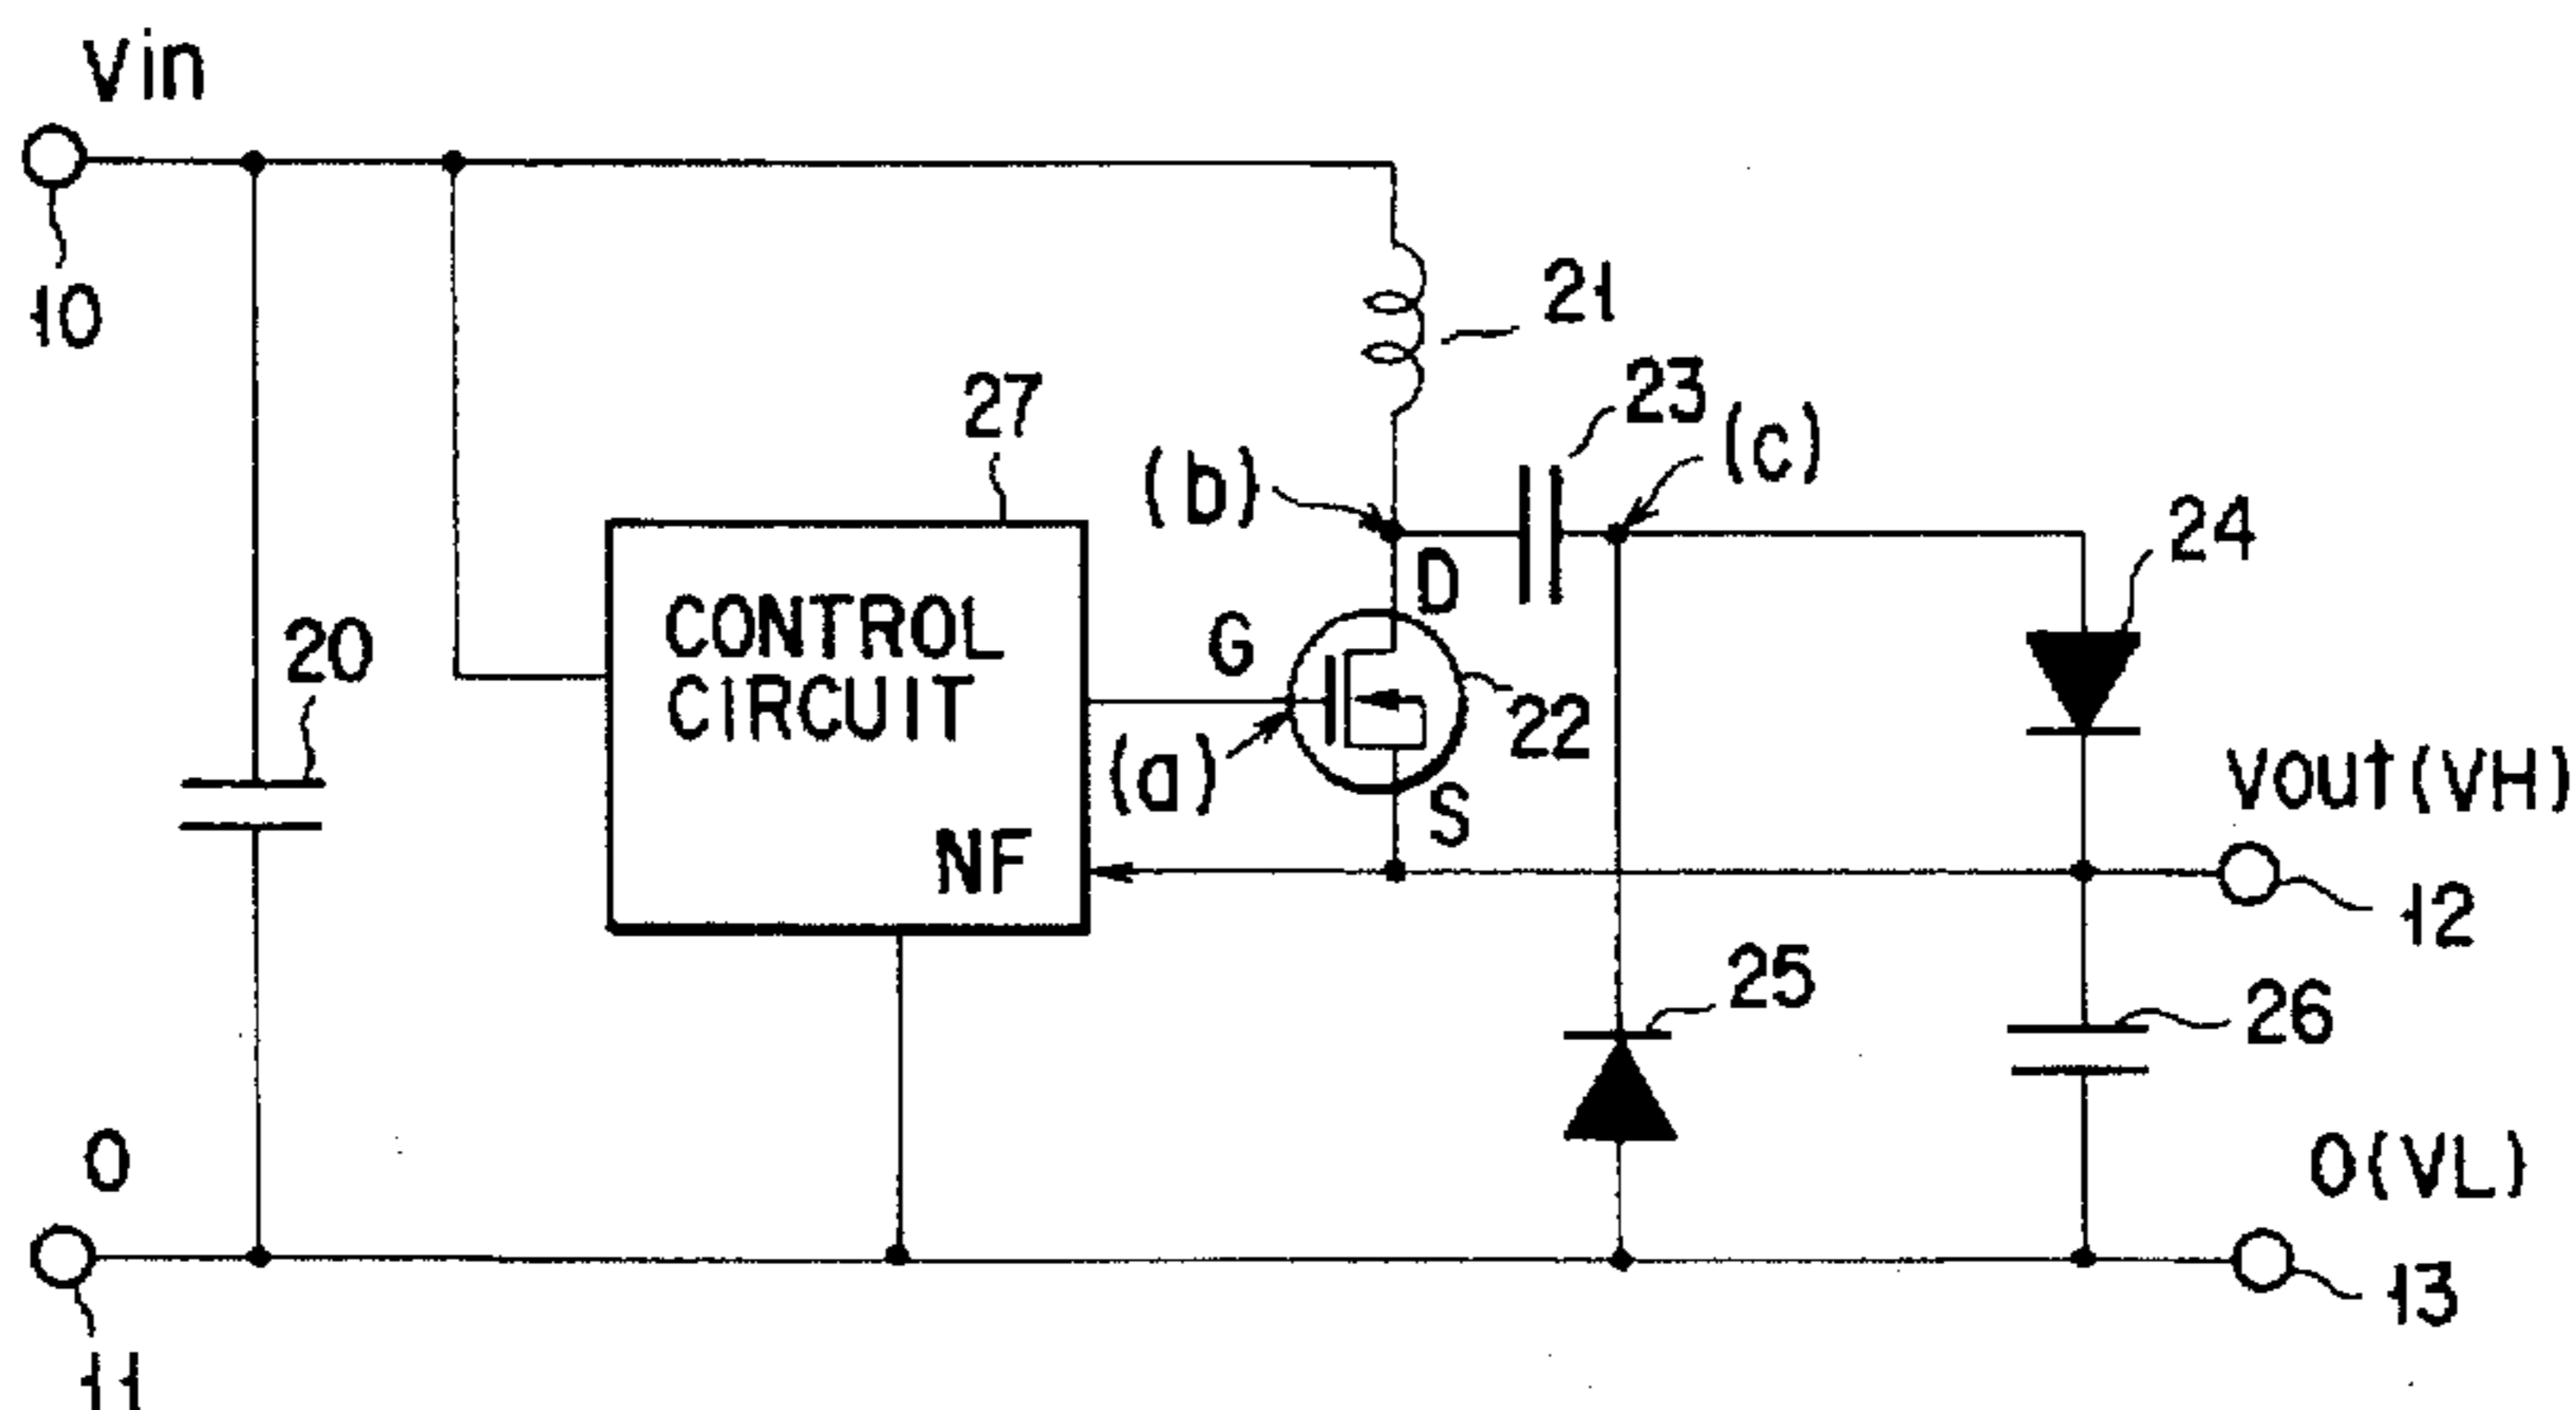 Vin
10
21
27
23
(c)
(b)
24
D
CONTROL
CIRCUIT
G
20
22
(a)
S
Vout(VH)
NF
12
25
26
0
0(VL)
13
11